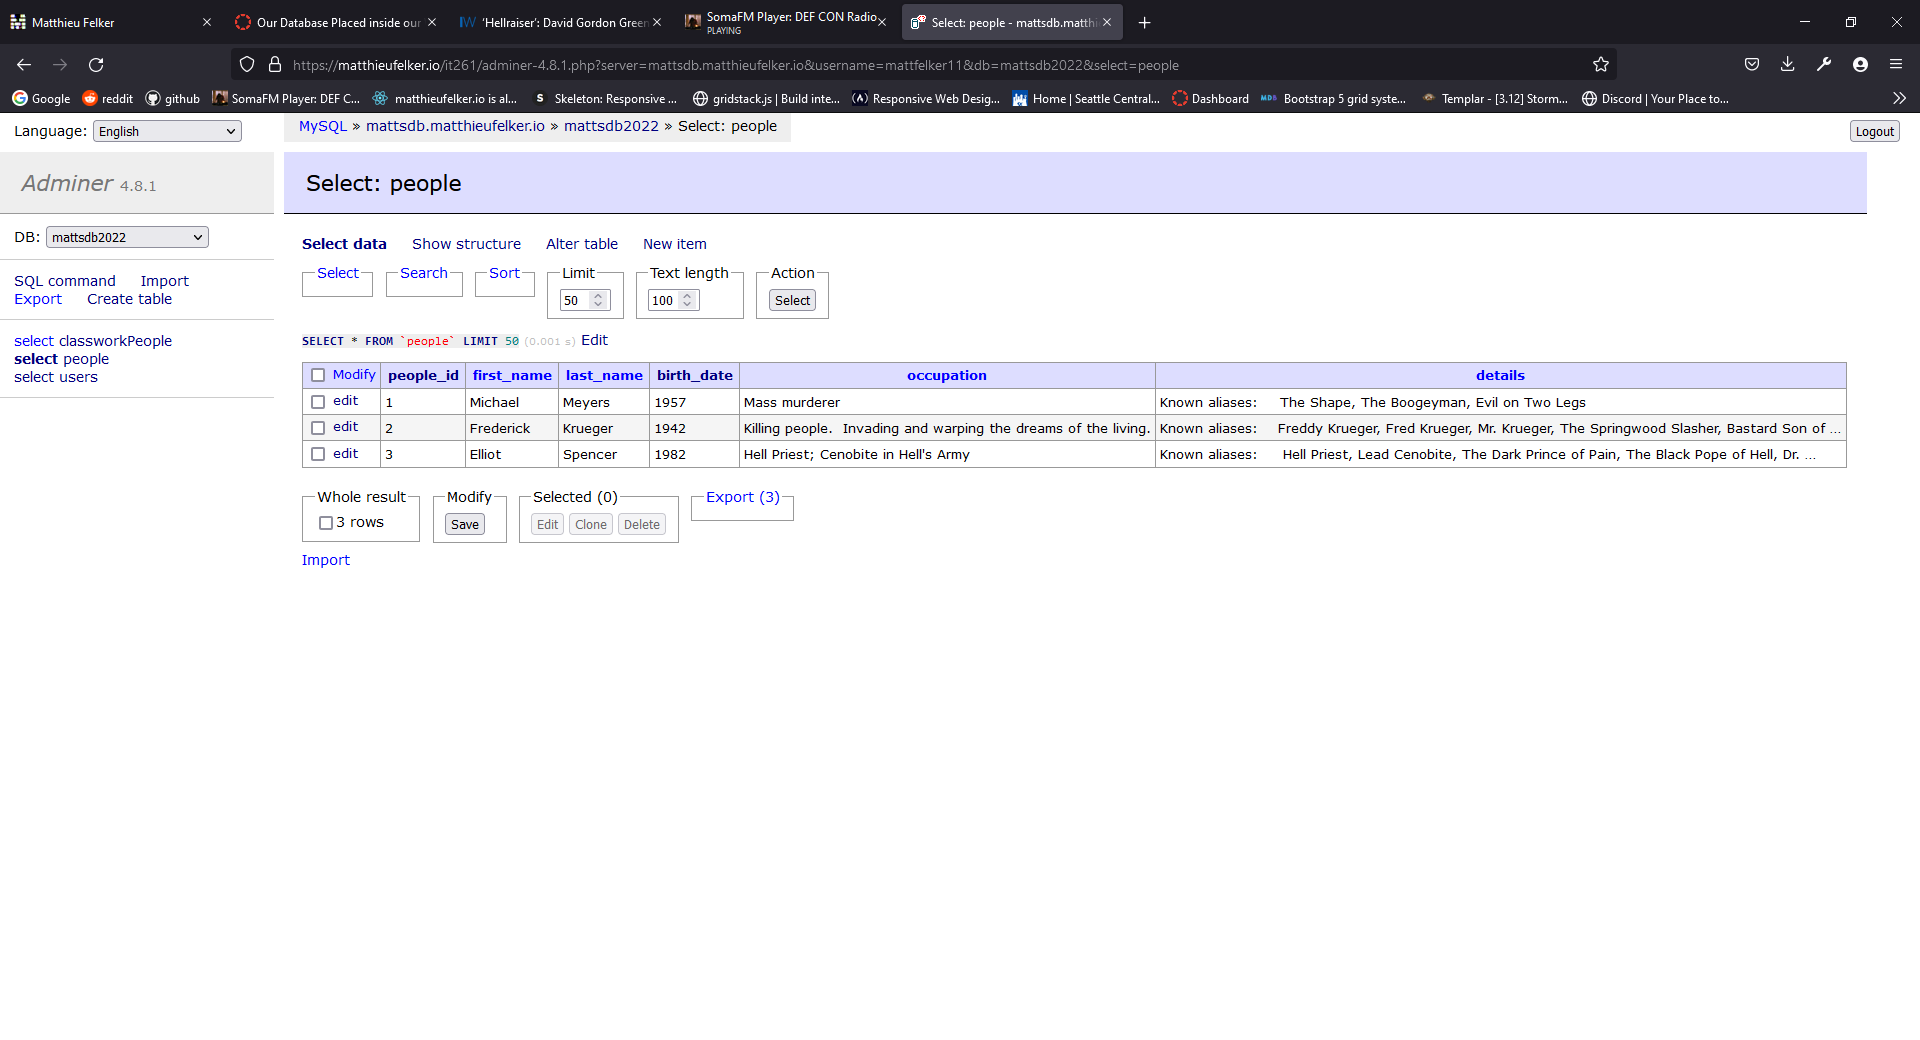 Matthieu Felker
Our Database Placed inside our
'Hellraiser': David Gordon Green
SomaFM Player: DEF CON Radio
PLAYING
Select: people - mattsdb.matthi
https://matthieufelker.io/it261/adminer-4.8.1.php?server=mattsdb.matthieufelker.io&username=mattfelker11&db=mattsdb2022&select=people
Google reddit github SomaFM Player: DEF C... matthieufelker.io is al... Skeleton: Responsive ... gridstack.js | Build inte... Responsive Web Desig... Home | Seattle Central... Dashboard Bootstrap 5 grid syste... Templar - [3.12] Storm... Discord | Your Place to...
Language: English
MySQL » mattsdb.matthieufelker.io » mattsdb2022 » Select: people
Logout
Adminer 4.8.1
Select: people
DB: mattsdb2022
SQL command Import
Export Create table
select classworkPeople
select people
select users
Select data Show structure Alter table New item
Select Search Sort Limit Text length Action
50 100 Select
SELECT * FROM `people` LIMIT 50 (0.001 s) Edit
Modify people_id first_name last_name birth_date occupation details
edit 1 Michael Meyers 1957 Mass murderer Known aliases: The Shape, The Boogeyman, Evil on Two Legs
edit 2 Frederick Krueger 1942 Killing people. Invading and warping the dreams of the living. Known aliases: Freddy Krueger, Fred Krueger, Mr. Krueger, The Springwood Slasher, Bastard Son of ...
edit 3 Elliot Spencer 1982 Hell Priest; Cenobite in Hell's Army Known aliases: Hell Priest, Lead Cenobite, The Dark Prince of Pain, The Black Pope of Hell, Dr. ...
Whole result Modify Selected (0) Export (3)
3 rows Save Edit Clone Delete
Import